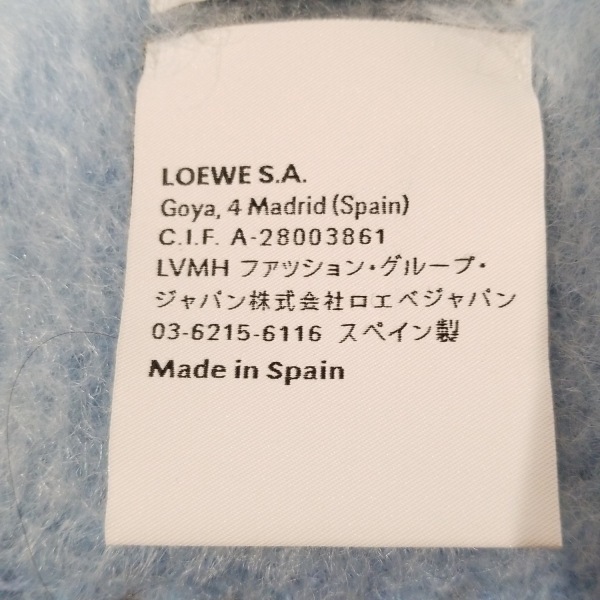 LOEWE S.A.
Goya, 4 Madrid (Spain)
C.I.F. A-28003861
LVMH ファッション・グループ・
ジャパン株式会社ロエベジャパン
03-6215-6116 スペイン製
Made in Spain